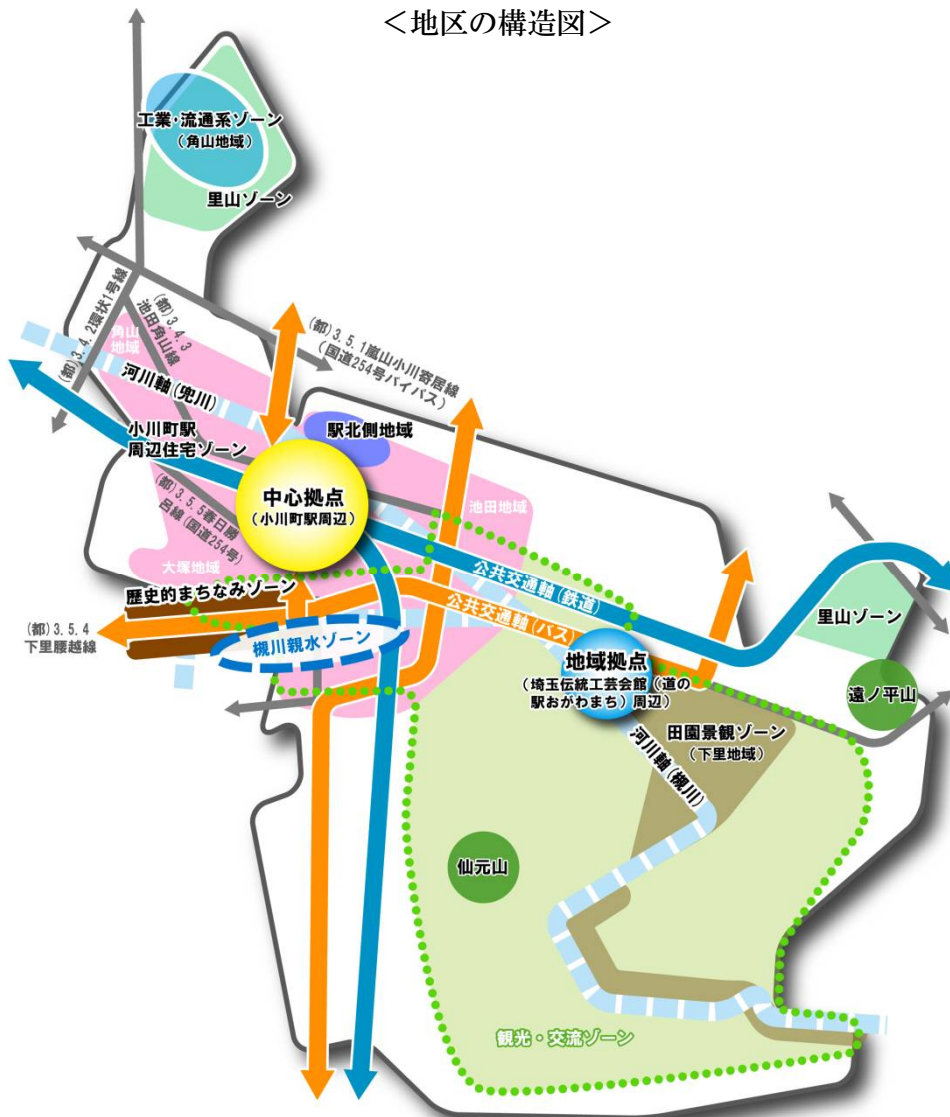 ＜地区の構造図＞
工業・流通系ゾーン
（角山地域）
里山ゾーン
(都)3.4.2環状1号線
(都)3.4.3
池田角山線
角山
地域
(都)3.5.1嵐山小川寄居線
(国道254号バイパス)
河川軸(兜川)
小川町駅
周辺住宅ゾーン
駅北側地域
中心拠点
（小川町駅周辺）
(都)3.5.5春日勝
呂線(国道254号)
池田地域
大塚地域
歴史的まちなみゾーン
公共交通軸(鉄道)
公共交通軸(バス)
里山ゾーン
(都)3.5.4
下里腰越線
槻川親水ゾーン
地域拠点
（埼玉伝統工芸会館（道の
駅おがわまち）周辺）
遠ノ平山
田園景観ゾーン
（下里地域）
河川軸(槻川)
仙元山
観光・交流ゾーン